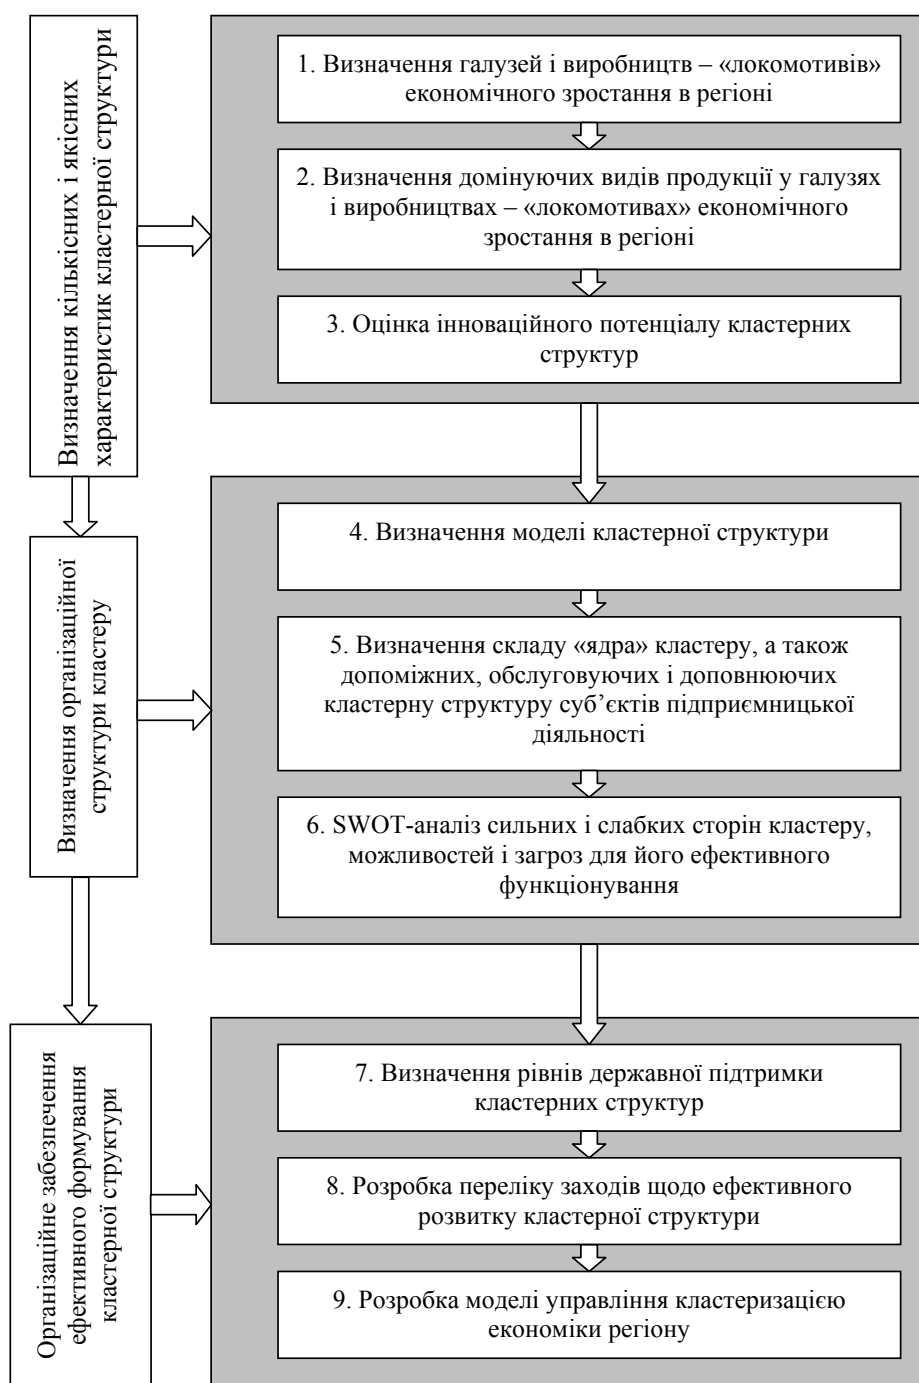 Визначення кількісних і якісних
характеристик кластерної структури
1. Визначення галузей і виробництв – «локомотивів»
економічного зростання в регіоні
2. Визначення домінуючих видів продукції у галузях
і виробництвах – «локомотивах» економічного
зростання в регіоні
3. Оцінка інноваційного потенціалу кластерних
структур
Визначення організаційної
структури кластеру
4. Визначення моделі кластерної структури
5. Визначення складу «ядра» кластеру, а також
допоміжних, обслуговуючих і доповнюючих
кластерну структуру суб’єктів підприємницької
діяльності
6. SWOT-аналіз сильних і слабких сторін кластеру,
можливостей і загроз для його ефективного
функціонування
Організаційне забезпечення
ефективного формування
кластерної структури
7. Визначення рівнів державної підтримки
кластерних структур
8. Розробка переліку заходів щодо ефективного
розвитку кластерної структури
9. Розробка моделі управління кластеризацією
економіки регіону